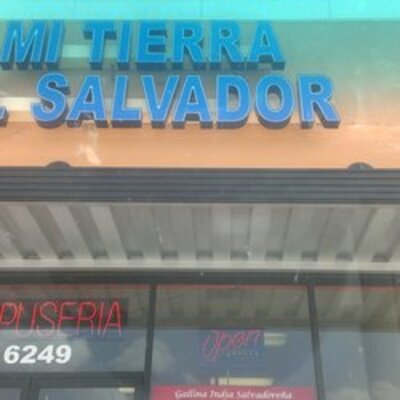 MI TIERRA
L SALVADOR
PUSERIA
Open
6249
Gallina India Salvadoreña